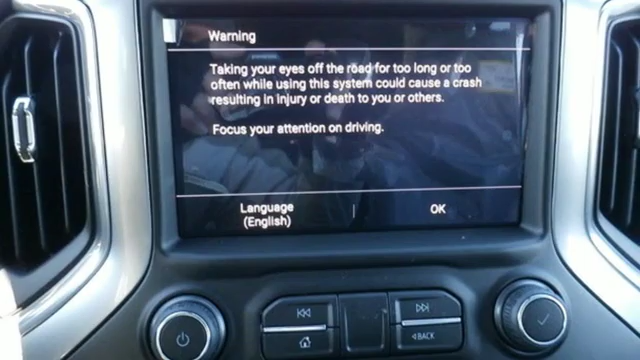 Warning
Taking your eyes off the road for too long or too
often while using this system could cause a crash
resulting in injury or death to you or others.
Focus your attention on driving.
Language
(English)
OK
BACK